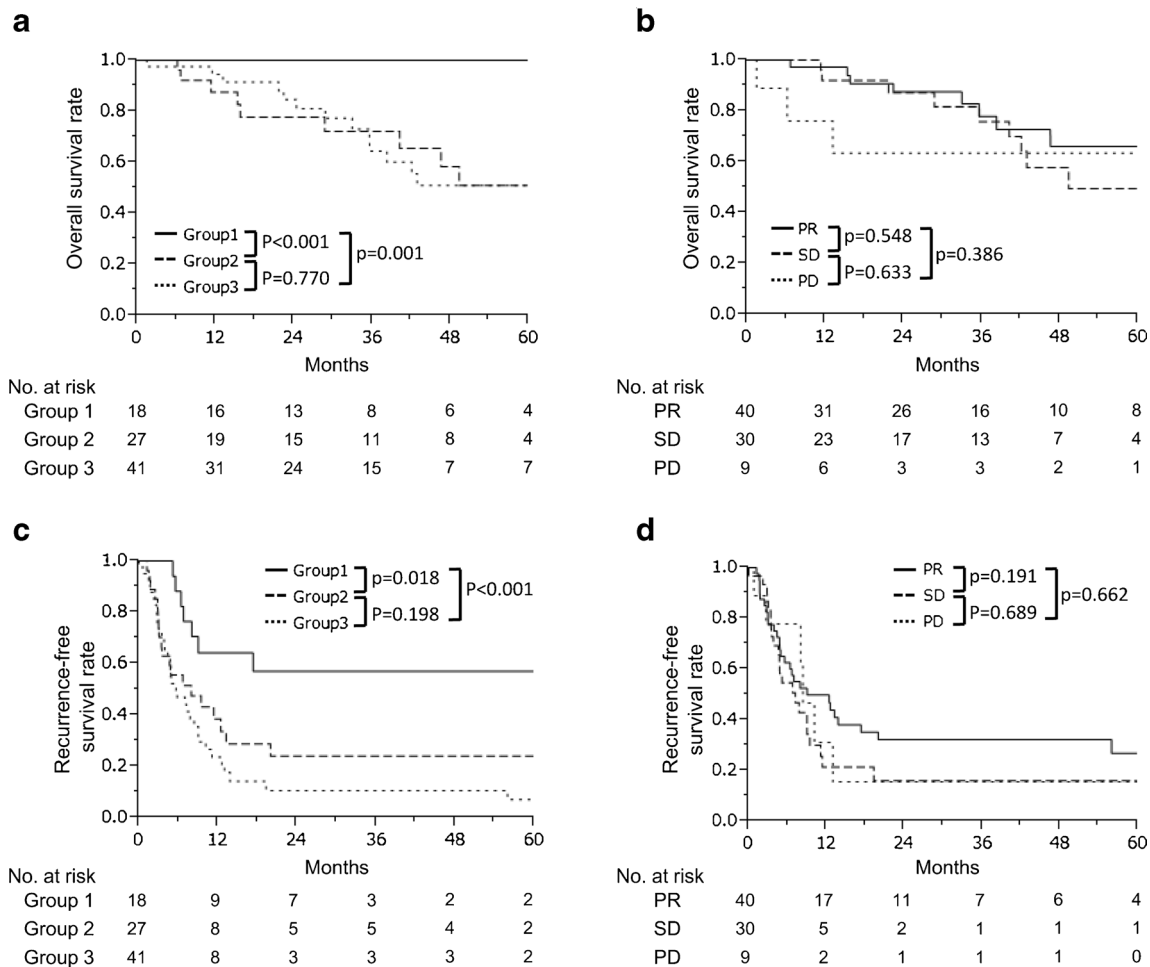 a
Overall survival rate
1.0
0.8
0.6
0.4
0.2
0.0
Group1
Group2
Group3
P<0.001
P=0.770
p=0.001
0 12 24 36 48 60
Months
No. at risk
Group 1 18 16 13 8 6 4
Group 2 27 19 15 11 8 4
Group 3 41 31 24 15 7 7
b
Overall survival rate
1.0
0.8
0.6
0.4
0.2
0.0
PR
SD
PD
p=0.548
P=0.633
p=0.386
0 12 24 36 48 60
Months
No. at risk
PR 40 31 26 16 10 8
SD 30 23 17 13 7 4
PD 9 6 3 3 2 1
c
Recurrence-free
survival rate
1.0
0.8
0.6
0.4
0.2
0.0
Group1
Group2
Group3
p=0.018
P=0.198
P<0.001
0 12 24 36 48 60
Months
No. at risk
Group 1 18 9 7 3 2 2
Group 2 27 8 5 5 4 2
Group 3 41 8 3 3 3 2
d
Recurrence-free
survival rate
1.0
0.8
0.6
0.4
0.2
0.0
PR
SD
PD
p=0.191
P=0.689
p=0.662
0 12 24 36 48 60
Months
No. at risk
PR 40 17 11 7 6 4
SD 30 5 2 1 1 1
PD 9 2 1 1 1 0